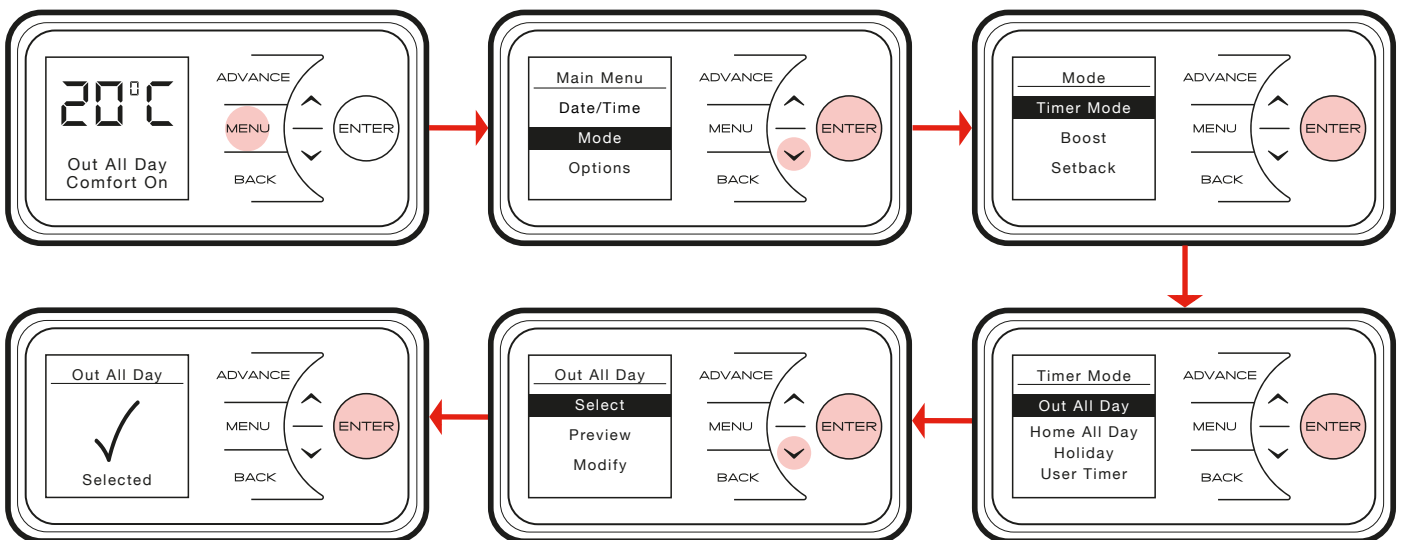 20°C
Out All Day
Comfort On
ADVANCE
MENU
BACK
ENTER
Main Menu
Date/Time
Mode
Options
ADVANCE
MENU
BACK
ENTER
Mode
Timer Mode
Boost
Setback
ADVANCE
MENU
BACK
ENTER
Out All Day
Selected
ADVANCE
MENU
BACK
ENTER
Out All Day
Select
Preview
Modify
ADVANCE
MENU
BACK
ENTER
Timer Mode
Out All Day
Home All Day
Holiday
User Timer
ADVANCE
MENU
BACK
ENTER